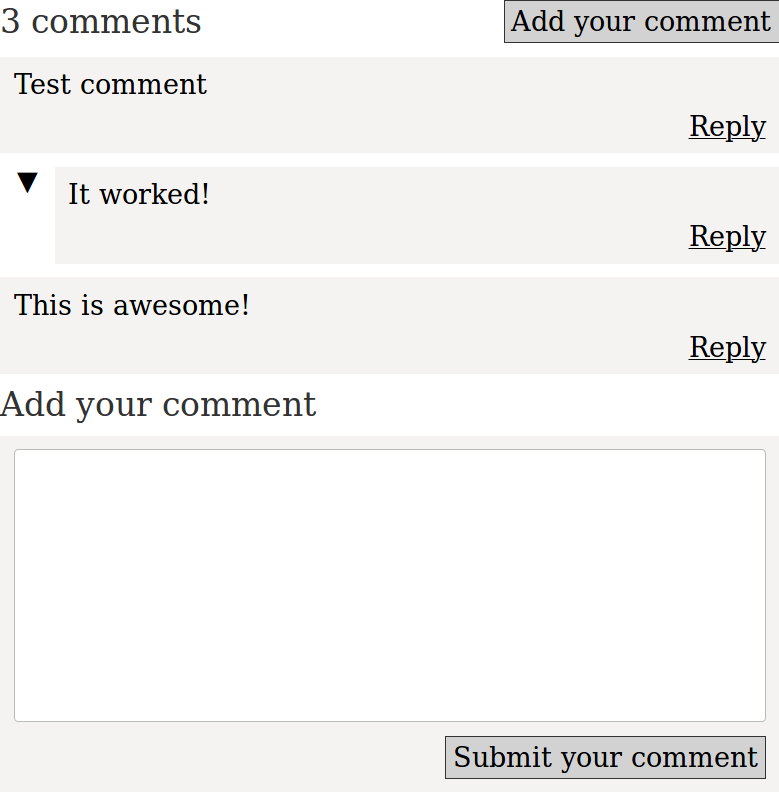 3 comments
Add your comment
Test comment
Reply
It worked!
Reply
This is awesome!
Reply
Add your comment
Submit your comment